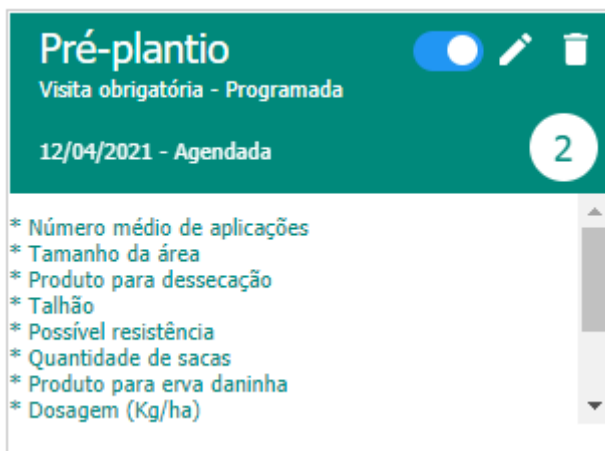 Pré-plantio
Visita obrigatória - Programada
12/04/2021 - Agendada
2
* Número médio de aplicações
* Tamanho da área
* Produto para dessecação
* Talhão
* Possível resistência
* Quantidade de sacas
* Produto para erva daninha
* Dosagem (Kg/ha)